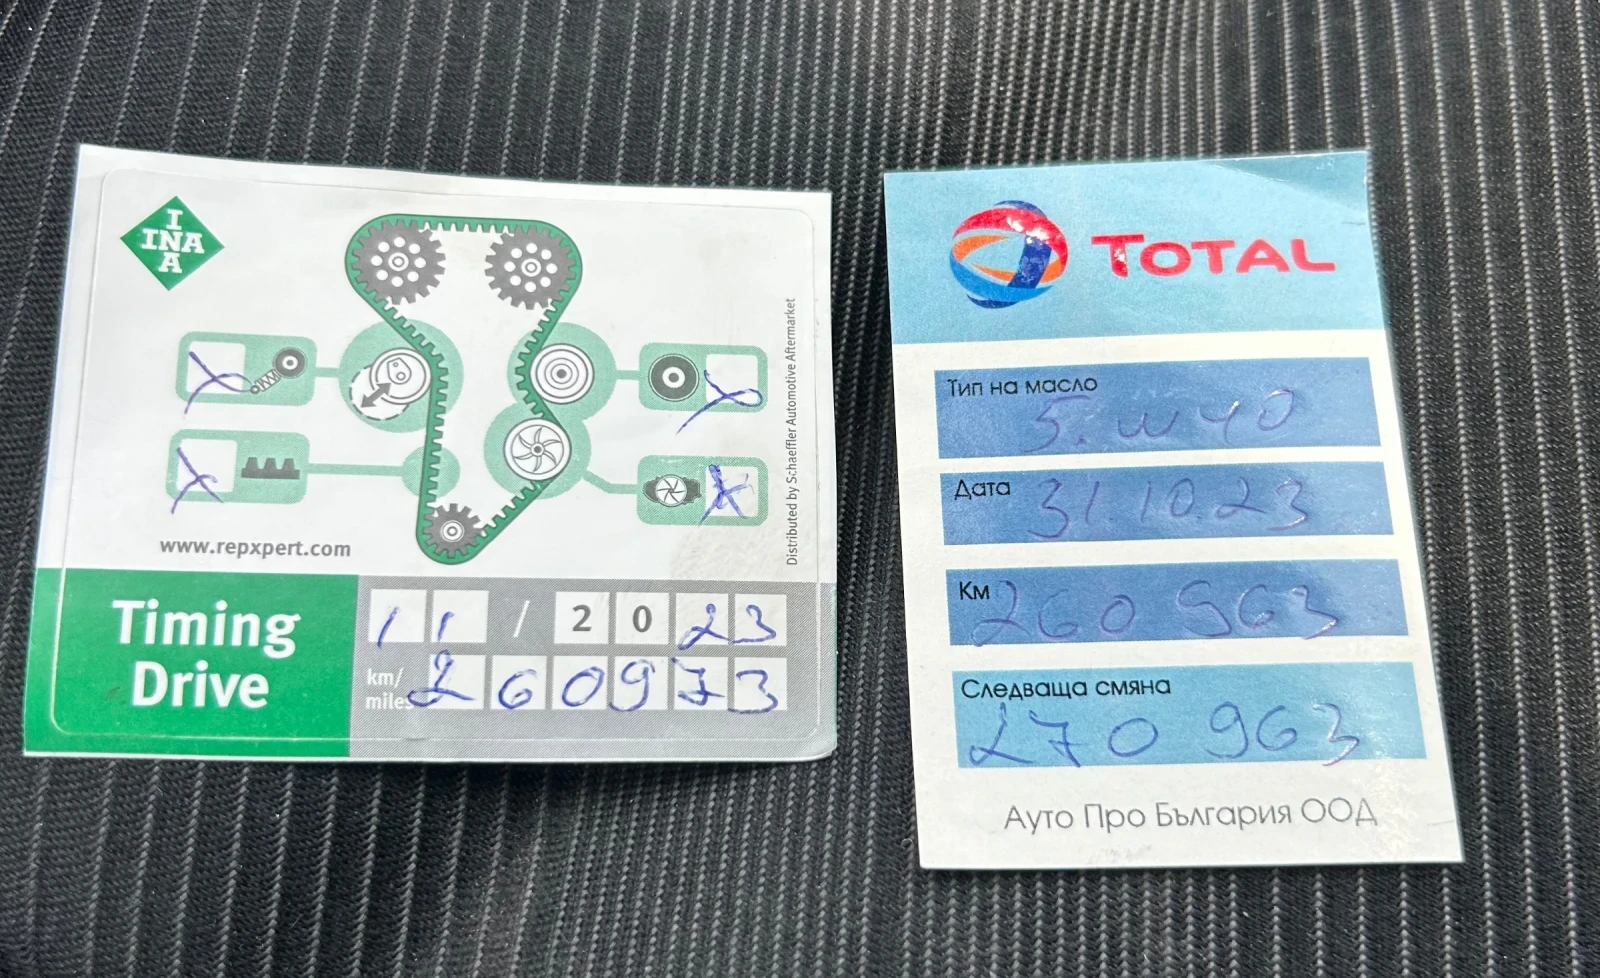 INA
INA
www.repxpert.com
Distributed by Schaeffler Automotive Aftermarket
Timing
Drive
11 / 2023
km/
miles 260973
TOTAL
Тип на масло
5.w40
Дата
31.10.23
Км
260 963
Следваща смяна
270 963
Ауто Про България ООД